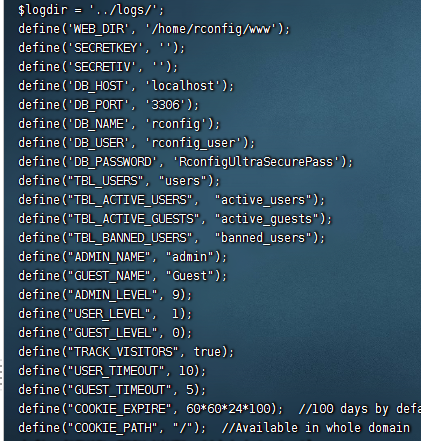 $logdir = '../logs/';
define('WEB_DIR', '/home/rconfig/www');
define('SECRETKEY', '');
define('SECRETIV', '');
define('DB_HOST', 'localhost');
define('DB_PORT', '3306');
define('DB_NAME', 'rconfig');
define('DB_USER', 'rconfig_user');
define('DB_PASSWORD', 'RconfigUltraSecurePass');
define("TBL_USERS", "users");
define("TBL_ACTIVE_USERS",  "active_users");
define("TBL_ACTIVE_GUESTS", "active_guests");
define("TBL_BANNED_USERS",  "banned_users");
define("ADMIN_NAME", "admin");
define("GUEST_NAME", "Guest");
define("ADMIN_LEVEL", 9);
define("USER_LEVEL",  1);
define("GUEST_LEVEL", 0);
define("TRACK_VISITORS", true);
define("USER_TIMEOUT", 10);
define("GUEST_TIMEOUT", 5);
define("COOKIE_EXPIRE", 60*60*24*100);  //100 days by defa
define("COOKIE_PATH", "/");  //Available in whole domain